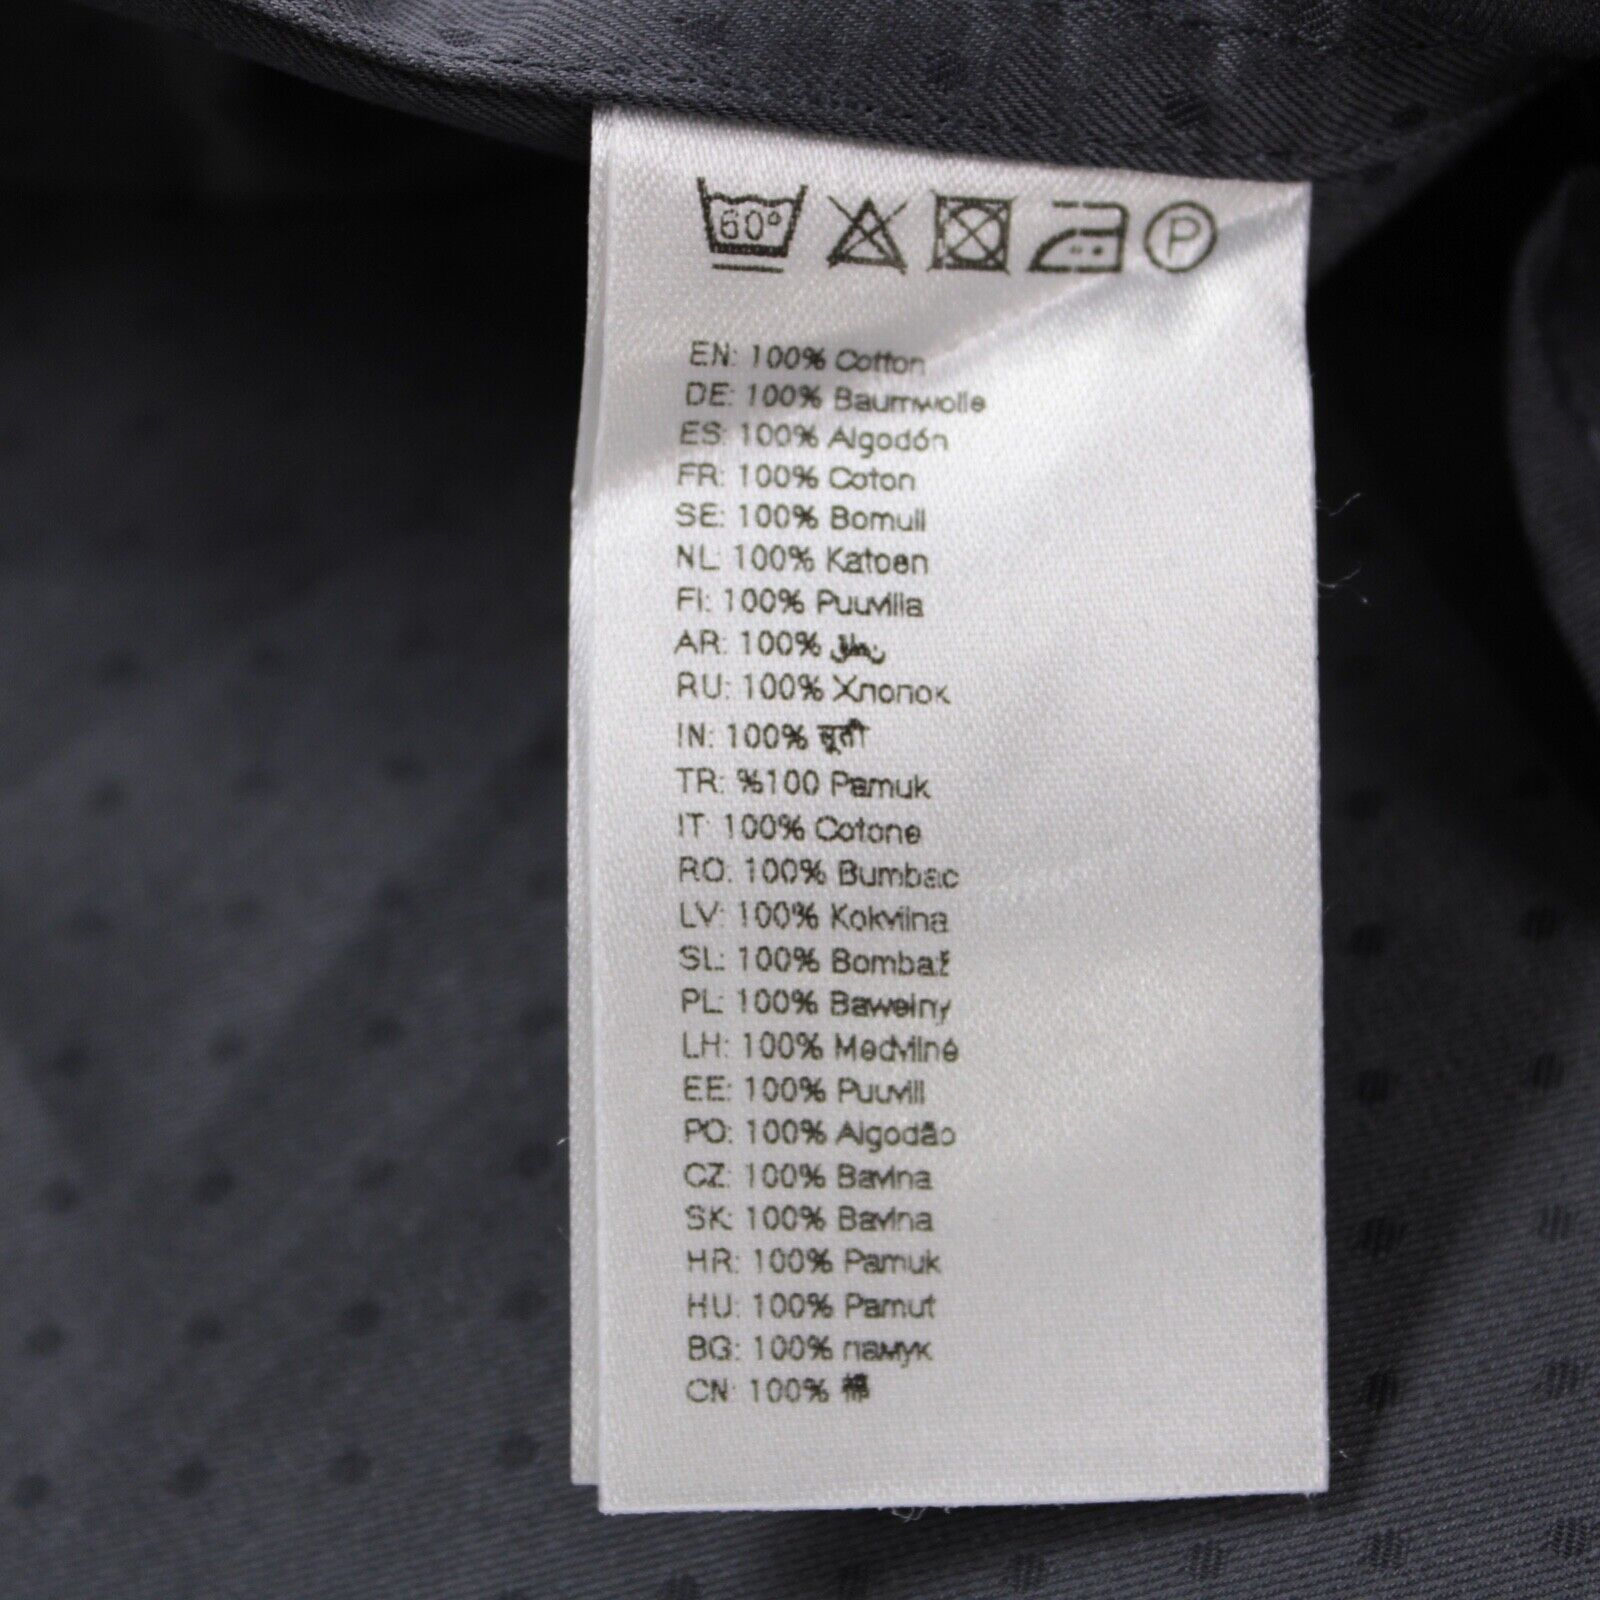 60°
P
EN: 100% Cotton
DE: 100% Baumwolle
ES: 100% Algodón
FR: 100% Coton
SE: 100% Bomull
NL: 100% Katoen
FI: 100% Puuvilla
AR: 100%
RU: 100% Хлопок
IN: 100% सूती
TR: %100 Pamuk
IT: 100% Cotone
RO: 100% Bumbac
LV: 100% Kokvilna
SL: 100% Bombaž
PL: 100% Bawełny
LH: 100% Medvilnė
EE: 100% Puuvill
PO: 100% Algodão
CZ: 100% Bavlna
SK: 100% Bavlna
HR: 100% Pamuk
HU: 100% Pamut
BG: 100% памук
CN: 100% 棉